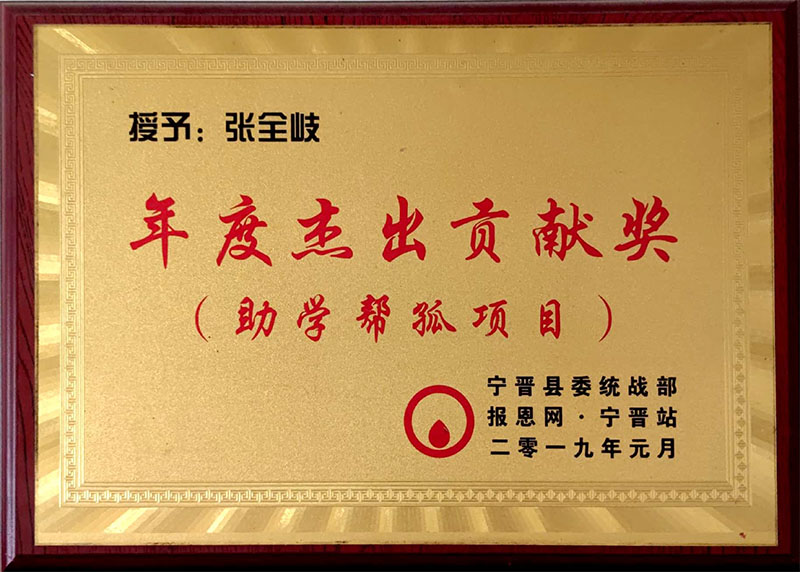 授予：张全岐
年度杰出贡献奖
（助学帮孤项目）
宁晋县委统战部
报恩网·宁晋站
二零一九年元月